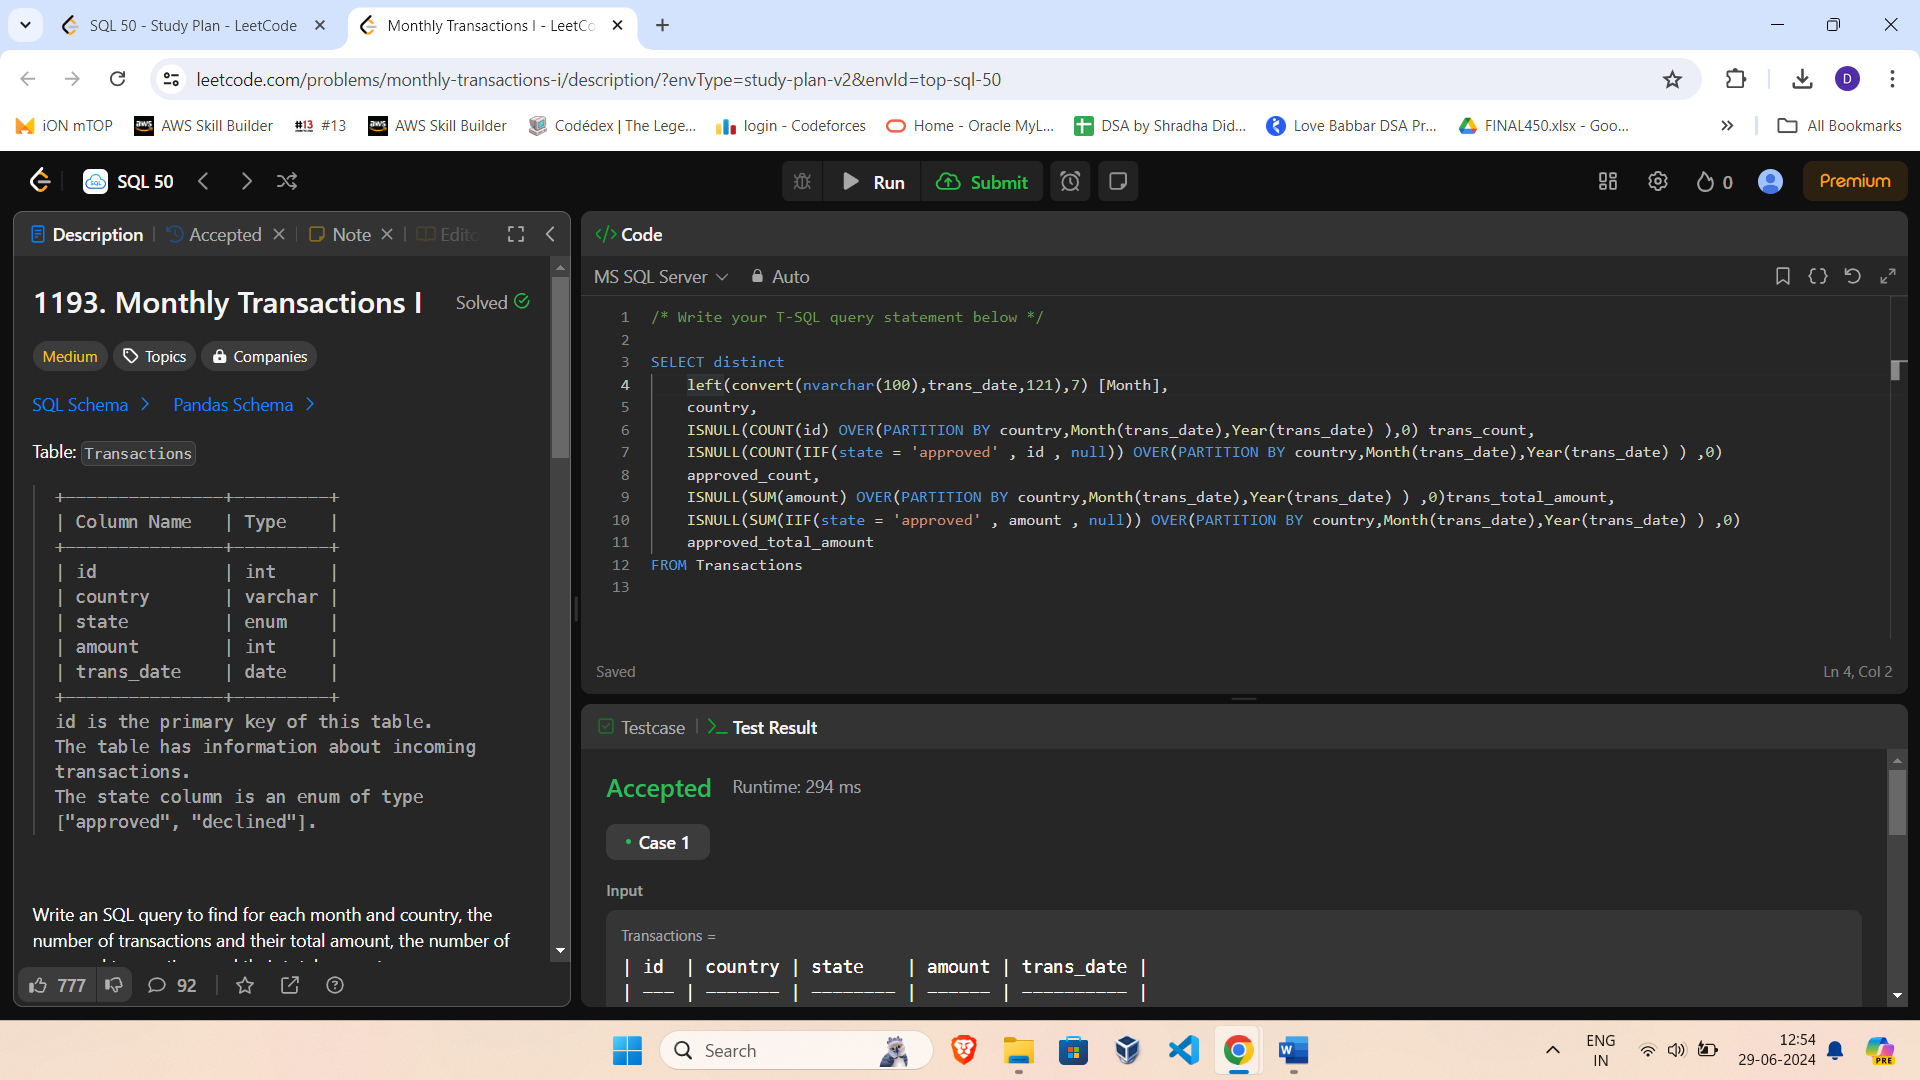 SQL 50 - Study Plan - LeetCode
Monthly Transactions I - LeetCo
leetcode.com/problems/monthly-transactions-i/description/?envType=study-plan-v2&envId=top-sql-50
D
iON mTOP
AWS Skill Builder
#13 #13
AWS Skill Builder
Codédex | The Lege...
login - Codeforces
Home - Oracle MyL...
DSA by Shradha Did...
Love Babbar DSA Pr...
FINAL450.xlsx - Goo...
All Bookmarks
SQL 50
Run
Submit
0
Premium
Description
Accepted
Note
Edito
1193. Monthly Transactions I
Solved
Medium
Topics
Companies
SQL Schema
Pandas Schema
Table: Transactions
+---------------+---------+
| Column Name   | Type    |
+---------------+---------+
| id            | int     |
| country       | varchar |
| state         | enum    |
| amount        | int     |
| trans_date    | date    |
+---------------+---------+
id is the primary key of this table.
The table has information about incoming
transactions.
The state column is an enum of type
["approved", "declined"].
Write an SQL query to find for each month and country, the
number of transactions and their total amount, the number of
777
92
Code
MS SQL Server
Auto
1 /* Write your T-SQL query statement below */
2
3 SELECT distinct
4 left(convert(nvarchar(100),trans_date,121),7) [Month],
5 country,
6 ISNULL(COUNT(id) OVER(PARTITION BY country,Month(trans_date),Year(trans_date) ),0) trans_count,
7 ISNULL(COUNT(IIF(state = 'approved' , id , null)) OVER(PARTITION BY country,Month(trans_date),Year(trans_date) ) ,0)
8 approved_count,
9 ISNULL(SUM(amount) OVER(PARTITION BY country,Month(trans_date),Year(trans_date) ) ,0)trans_total_amount,
10 ISNULL(SUM(IIF(state = 'approved' , amount , null)) OVER(PARTITION BY country,Month(trans_date),Year(trans_date) ) ,0)
11 approved_total_amount
12 FROM Transactions
13
Saved
Ln 4, Col 2
Testcase
Test Result
Accepted
Runtime: 294 ms
Case 1
Input
Transactions =
| id  | country | state    | amount | trans_date |
| --- | ------- | -------- | ------ | ---------- |
Search
ENG
IN
12:54
29-06-2024
PRE